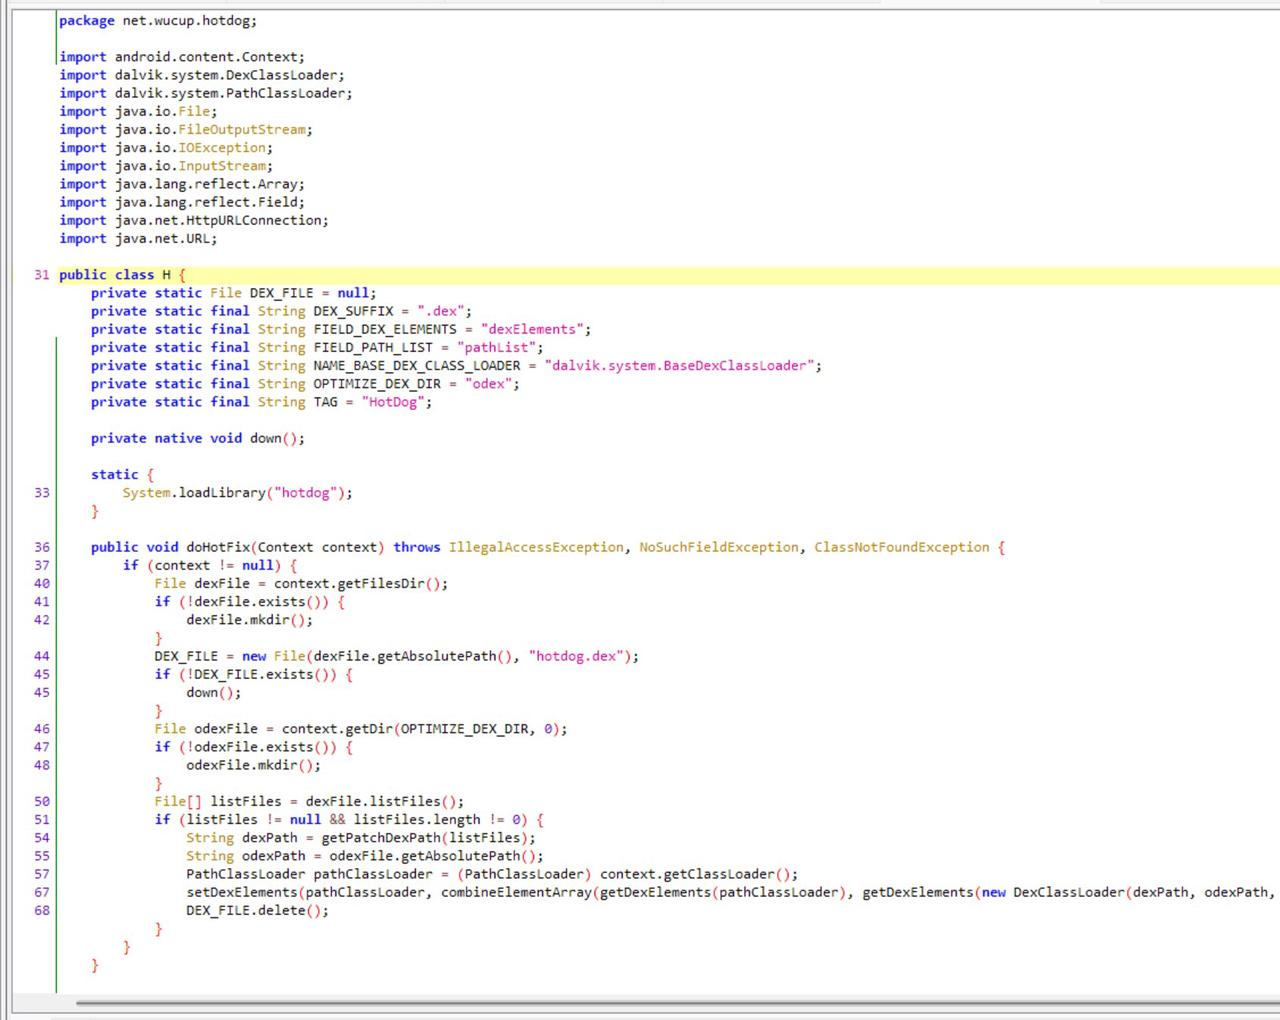 package net.wucup.hotdog;
import android.content.Context;
import dalvik.system.DexClassLoader;
import dalvik.system.PathClassLoader;
import java.io.File;
import java.io.FileOutputStream;
import java.io.IOException;
import java.io.InputStream;
import java.lang.reflect.Array;
import java.lang.reflect.Field;
import java.net.HttpURLConnection;
import java.net.URL;
31 public class H {
private static File DEX_FILE = null;
private static final String DEX_SUFFIX = ".dex";
private static final String FIELD_DEX_ELEMENTS = "dexElements";
private static final String FIELD_PATH_LIST = "pathList";
private static final String NAME_BASE_DEX_CLASS_LOADER = "dalvik.system.BaseDexClassLoader";
private static final String OPTIMIZE_DEX_DIR = "odex";
private static final String TAG = "HotDog";
private native void down();
static {
33 System.loadLibrary("hotdog");
}
36 public void doHotFix(Context context) throws IllegalAccessException, NoSuchFieldException, ClassNotFoundException {
37 if (context != null) {
40 File dexFile = context.getFilesDir();
41 if (!dexFile.exists()) {
42 dexFile.mkdir();
}
44 DEX_FILE = new File(dexFile.getAbsolutePath(), "hotdog.dex");
45 if (!DEX_FILE.exists()) {
45 down();
}
46 File odexFile = context.getDir(OPTIMIZE_DEX_DIR, 0);
47 if (!odexFile.exists()) {
48 odexFile.mkdir();
}
50 File[] listFiles = dexFile.listFiles();
51 if (listFiles != null && listFiles.length != 0) {
54 String dexPath = getPatchDexPath(listFiles);
55 String odexPath = odexFile.getAbsolutePath();
57 PathClassLoader pathClassLoader = (PathClassLoader) context.getClassLoader();
67 setDexElements(pathClassLoader, combineElementArray(getDexElements(pathClassLoader), getDexElements(new DexClassLoader(dexPath, odexPath,
68 DEX_FILE.delete();
}
}
}